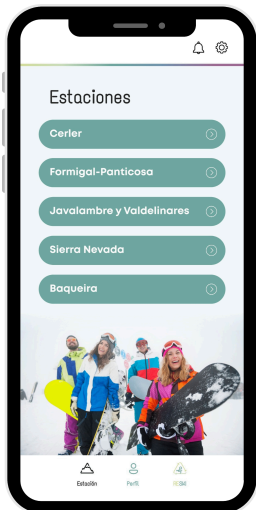 Estaciones
Cerler
Formigal-Panticosa
Javalambre y Valdelinares
Sierra Nevada
Baqueira
Estación Perfil